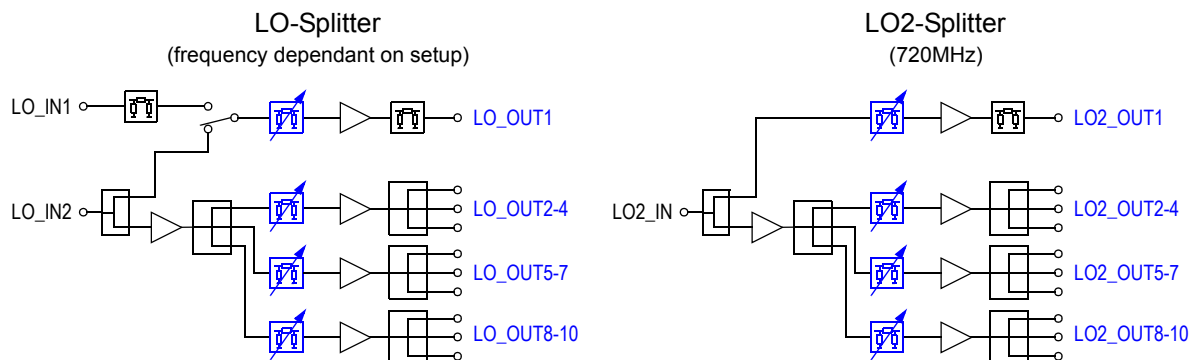 LO-Splitter
(frequency dependant on setup)
LO_IN1
LO_OUT1
LO_IN2
LO_OUT2-4
LO_OUT5-7
LO_OUT8-10
LO2-Splitter
(720MHz)
LO2_OUT1
LO2_IN
LO2_OUT2-4
LO2_OUT5-7
LO2_OUT8-10